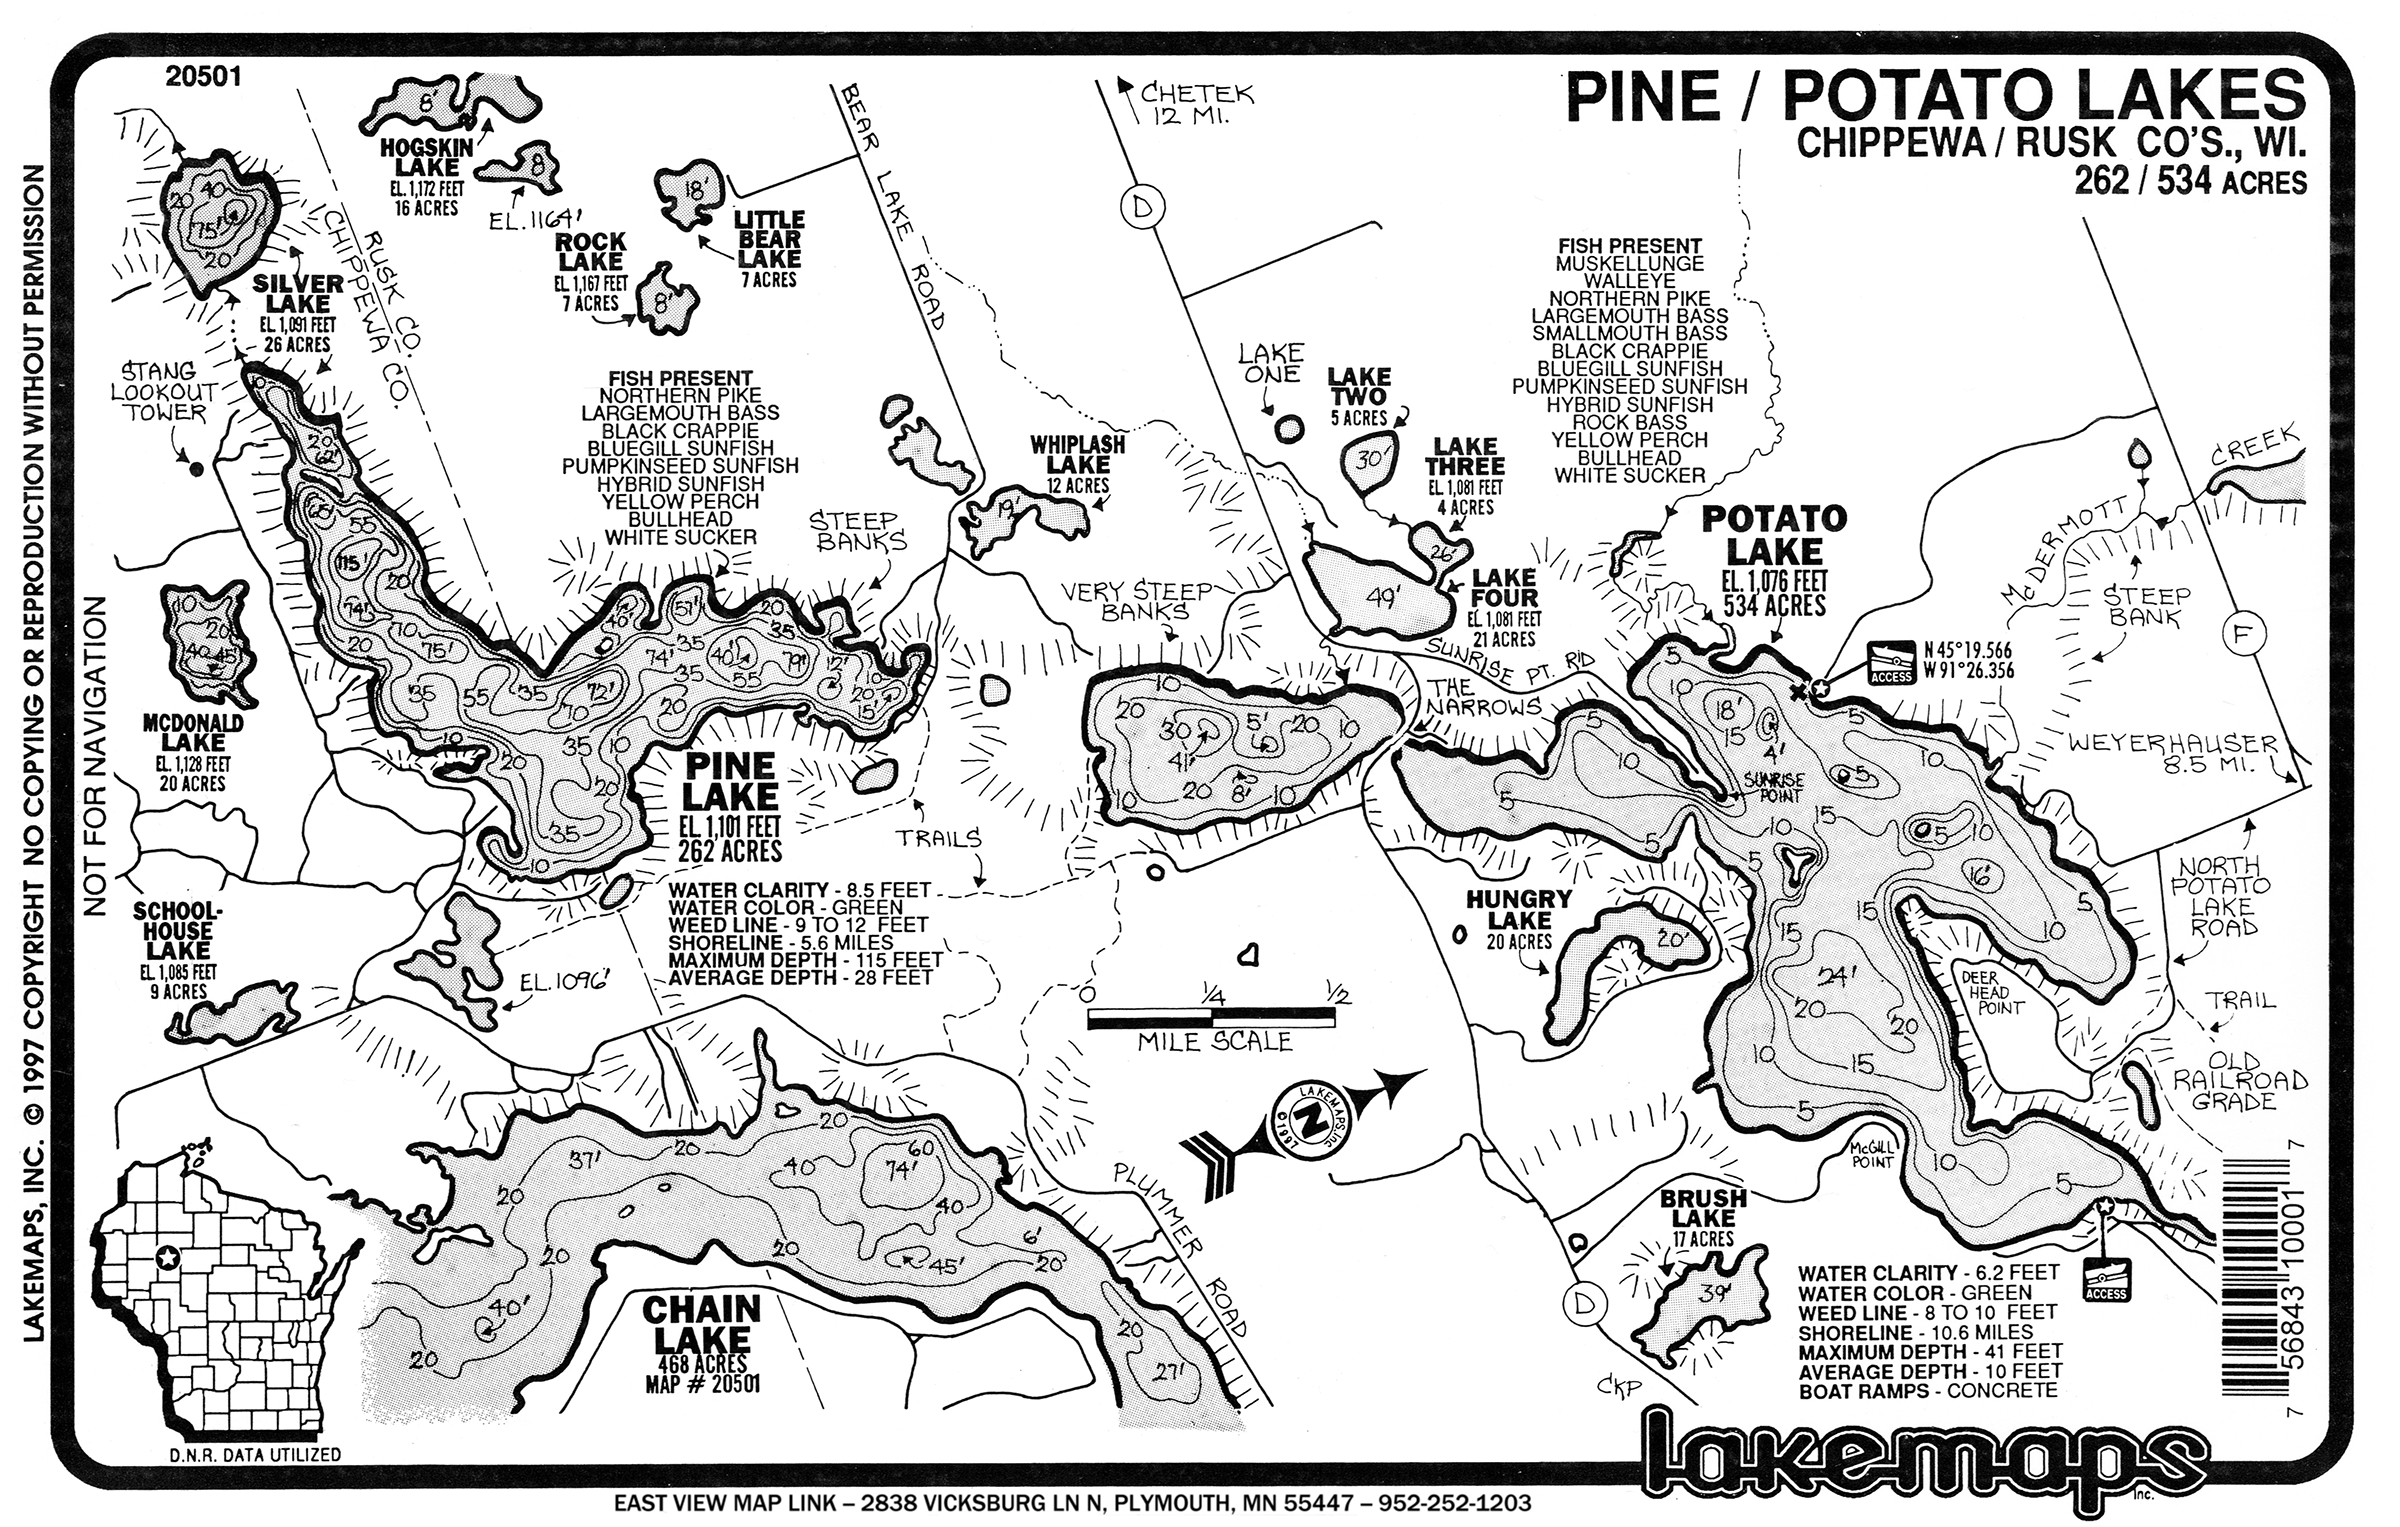 20501
PINE / POTATO LAKES
CHIPPEWA / RUSK CO'S., WI.
262 / 534 ACRES
LAKEMAPS, INC. © 1997 COPYRIGHT NO COPYING OR REPRODUCTION WITHOUT PERMISSION
NOT FOR NAVIGATION
8'
HOGSKIN
LAKE
EL. 1,172 FEET
16 ACRES
8
EL. 1164'
18'
LITTLE
BEAR
LAKE
7 ACRES
ROCK
LAKE
EL 1,167 FEET
7 ACRES
8'
BEAR LAKE ROAD
CHETEK
12 MI.
D
20
40
75'
20
SILVER
LAKE
EL 1,091 FEET
26 ACRES
RUSK CO.
CHIPPEWA CO.
STANG
LOOKOUT
TOWER
FISH PRESENT
NORTHERN PIKE
LARGEMOUTH BASS
BLACK CRAPPIE
BLUEGILL SUNFISH
PUMPKINSEED SUNFISH
HYBRID SUNFISH
YELLOW PERCH
BULLHEAD
WHITE SUCKER
FISH PRESENT
MUSKELLUNGE
WALLEYE
NORTHERN PIKE
LARGEMOUTH BASS
SMALLMOUTH BASS
BLACK CRAPPIE
BLUEGILL SUNFISH
PUMPKINSEED SUNFISH
HYBRID SUNFISH
ROCK BASS
YELLOW PERCH
BULLHEAD
WHITE SUCKER
LAKE
ONE
LAKE
TWO
5 ACRES
30'
LAKE
THREE
EL 1,081 FEET
4 ACRES
26'
LAKE
FOUR
EL 1,081 FEET
21 ACRES
49'
WHIPLASH
LAKE
12 ACRES
19'
STEEP
BANKS
VERY STEEP
BANKS
POTATO
LAKE
EL. 1,076 FEET
534 ACRES
ACCESS
N 45°19.566
W 91°26.356
McDERMOTT CREEK
STEEP
BANK
F
WEYERHAUSER
8.5 MI.
SUNRISE PT. RD
THE
NARROWS
SUNRISE
POINT
10
20
62'
65'
55
115'
20
74'
70
20
75'
35
55
35
72'
70
40'
51'
20
35
74'
35
40'
55
79'
35
12'
10
20
15'
20
10
20
35
10
20
35
10
10
20
40
45'
MCDONALD
LAKE
EL 1,128 FEET
20 ACRES
PINE
LAKE
EL 1,101 FEET
262 ACRES
TRAILS
10
20
30
41'
5'
20
10
20
8'
10
10
5
10
5
5
5
10
18'
15
4'
5
10
5
15
10
5
10
5
16'
5
10
15
15
24'
20
20
10
15
5
10
5
NORTH
POTATO
LAKE
ROAD
DEER
HEAD
POINT
TRAIL
OLD
RAILROAD
GRADE
McGILL
POINT
ACCESS
HUNGRY
LAKE
20 ACRES
20'
SCHOOL-
HOUSE
LAKE
EL 1,085 FEET
9 ACRES
EL. 1096'
WATER CLARITY - 8.5 FEET
WATER COLOR - GREEN
WEED LINE - 9 TO 12 FEET
SHORELINE - 5.6 MILES
MAXIMUM DEPTH - 115 FEET
AVERAGE DEPTH - 28 FEET
0 1/4 1/2
MILE SCALE
N
LAKEMAPS Inc.
©1997
37'
20
20
60
74'
40
40
20
20
20
6'
20
45'
40'
20
20
27'
PLUMMER ROAD
CHAIN
LAKE
468 ACRES
MAP # 20501
BRUSH
LAKE
17 ACRES
39'
D
CKP
WATER CLARITY - 6.2 FEET
WATER COLOR - GREEN
WEED LINE - 8 TO 10 FEET
SHORELINE - 10.6 MILES
MAXIMUM DEPTH - 41 FEET
AVERAGE DEPTH - 10 FEET
BOAT RAMPS - CONCRETE
7 56843 10001 7
D.N.R. DATA UTILIZED
lakemaps
Inc.
EAST VIEW MAP LINK – 2838 VICKSBURG LN N, PLYMOUTH, MN 55447 – 952-252-1203